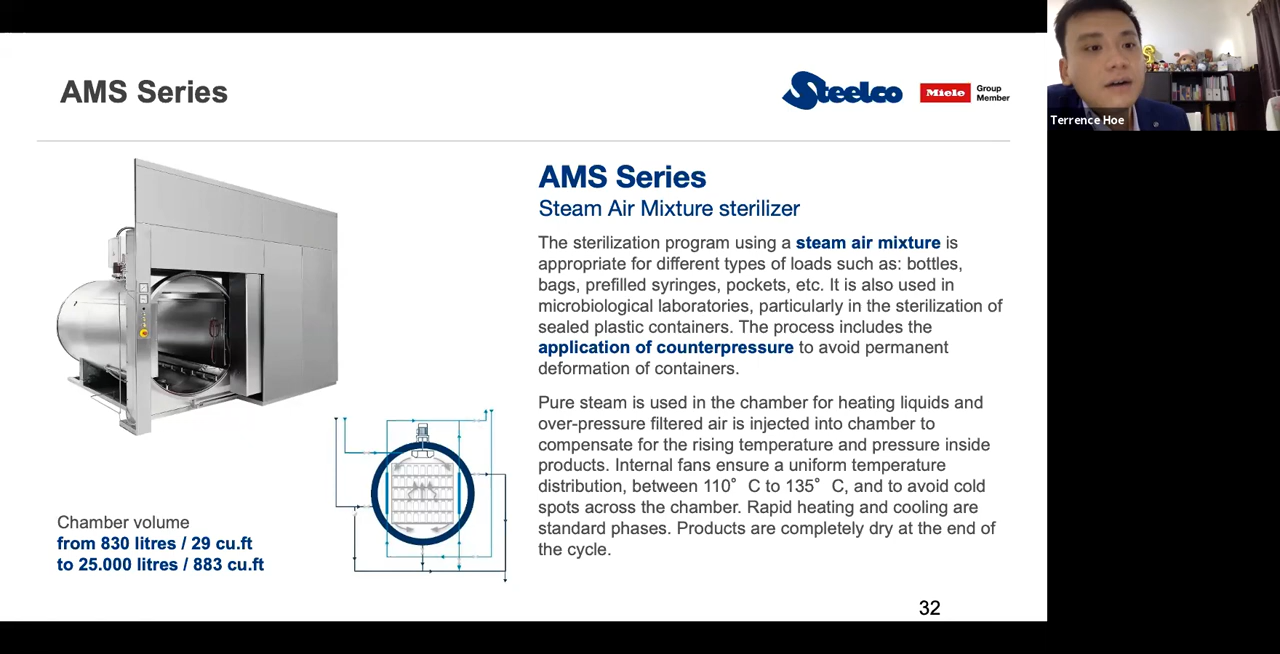 AMS Series
Steelco
Miele
Group
Member
Terrence Hoe
AMS Series
Steam Air Mixture sterilizer
The sterilization program using a steam air mixture is
appropriate for different types of loads such as: bottles,
bags, prefilled syringes, pockets, etc. It is also used in
microbiological laboratories, particularly in the sterilization of
sealed plastic containers. The process includes the
application of counterpressure to avoid permanent
deformation of containers.
Pure steam is used in the chamber for heating liquids and
over-pressure filtered air is injected into chamber to
compensate for the rising temperature and pressure inside
products. Internal fans ensure a uniform temperature
distribution, between 110° C to 135° C, and to avoid cold
spots across the chamber. Rapid heating and cooling are
standard phases. Products are completely dry at the end of
the cycle.
Chamber volume
from 830 litres / 29 cu.ft
to 25.000 litres / 883 cu.ft
32